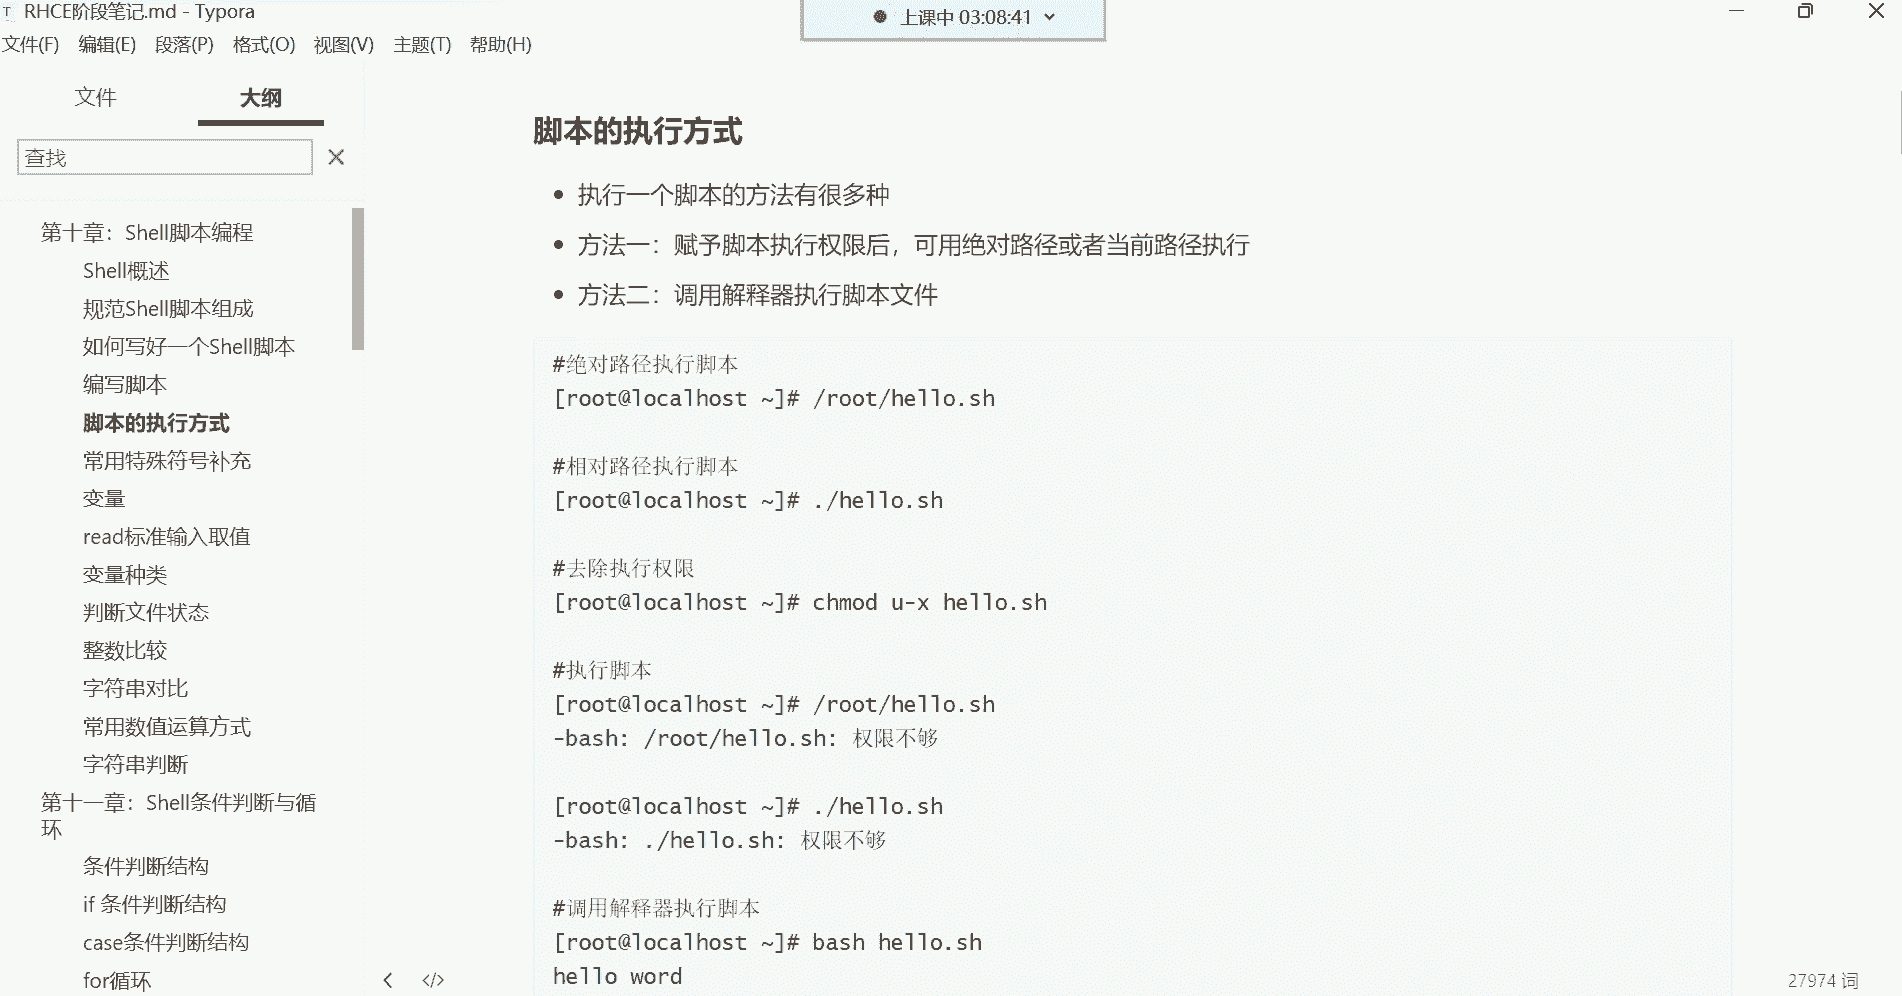 RHCE阶段笔记.md - Typora
上课中 03:08:41
文件(F) 编辑(E) 段落(P) 格式(O) 视图(V) 主题(T) 帮助(H)
文件 大纲
查找
第十章：Shell脚本编程
Shell概述
规范Shell脚本组成
如何写好一个Shell脚本
编写脚本
脚本的执行方式
常用特殊符号补充
变量
read标准输入取值
变量种类
判断文件状态
整数比较
字符串对比
常用数值运算方式
字符串判断
第十一章：Shell条件判断与循
环
条件判断结构
if 条件判断结构
case条件判断结构
for循环
脚本的执行方式
• 执行一个脚本的方法有很多种
• 方法一：赋予脚本执行权限后，可用绝对路径或者当前路径执行
• 方法二：调用解释器执行脚本文件
#绝对路径执行脚本
[root@localhost ~]# /root/hello.sh
#相对路径执行脚本
[root@localhost ~]# ./hello.sh
#去除执行权限
[root@localhost ~]# chmod u-x hello.sh
#执行脚本
[root@localhost ~]# /root/hello.sh
-bash: /root/hello.sh: 权限不够
[root@localhost ~]# ./hello.sh
-bash: ./hello.sh: 权限不够
#调用解释器执行脚本
[root@localhost ~]# bash hello.sh
hello word
27974 词